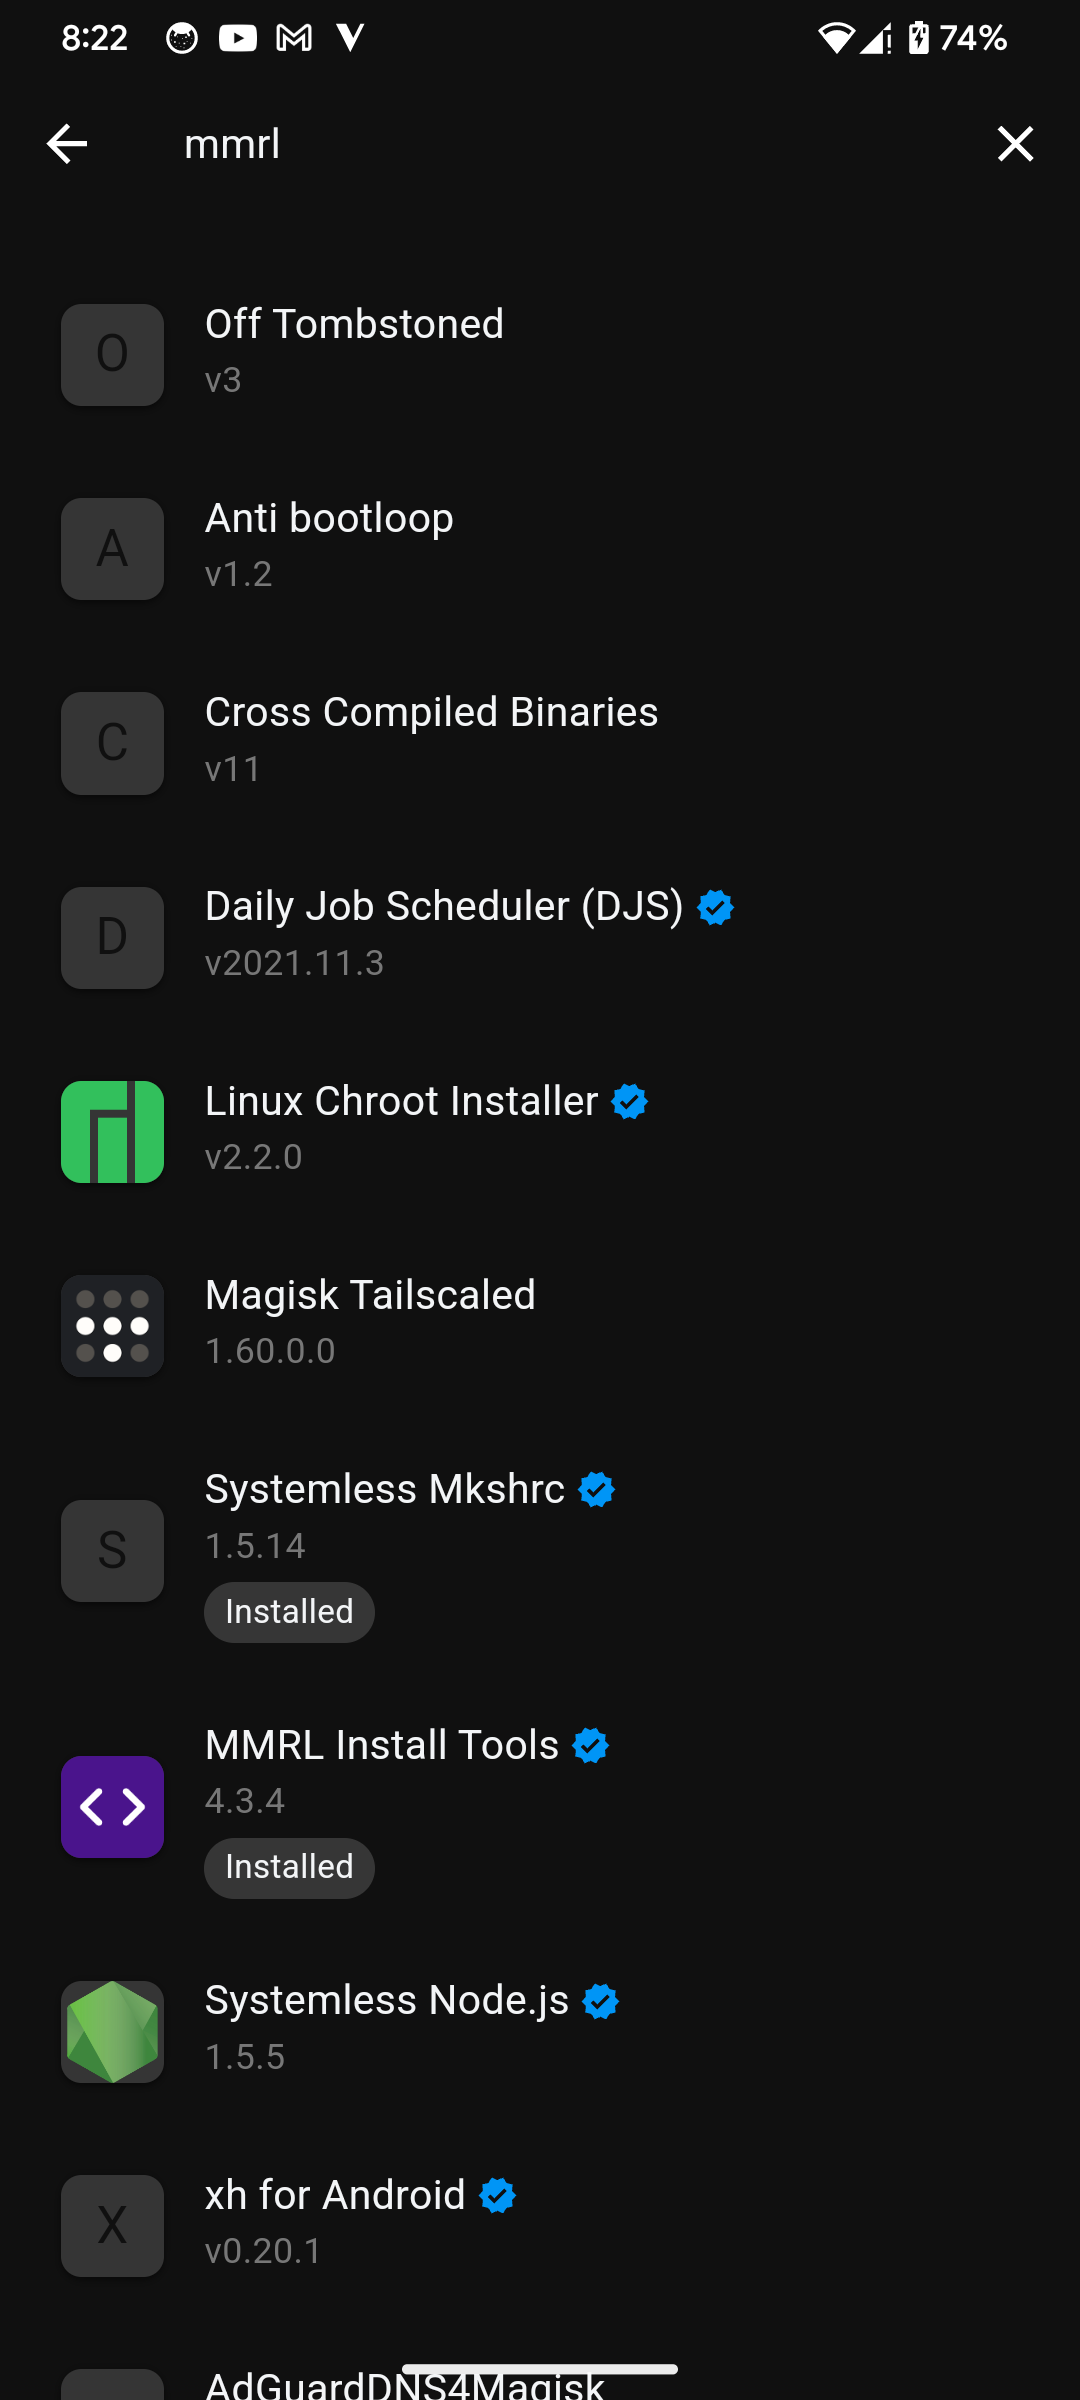 8:22 74%
mmrl
O
Off Tombstoned
v3
A
Anti bootloop
v1.2
C
Cross Compiled Binaries
v11
D
Daily Job Scheduler (DJS)
v2021.11.3
Linux Chroot Installer
v2.2.0
Magisk Tailscaled
1.60.0.0
S
Systemless Mkshrc
1.5.14
Installed
MMRL Install Tools
4.3.4
Installed
Systemless Node.js
1.5.5
X
xh for Android
v0.20.1
AdGuardDNS4Magisk